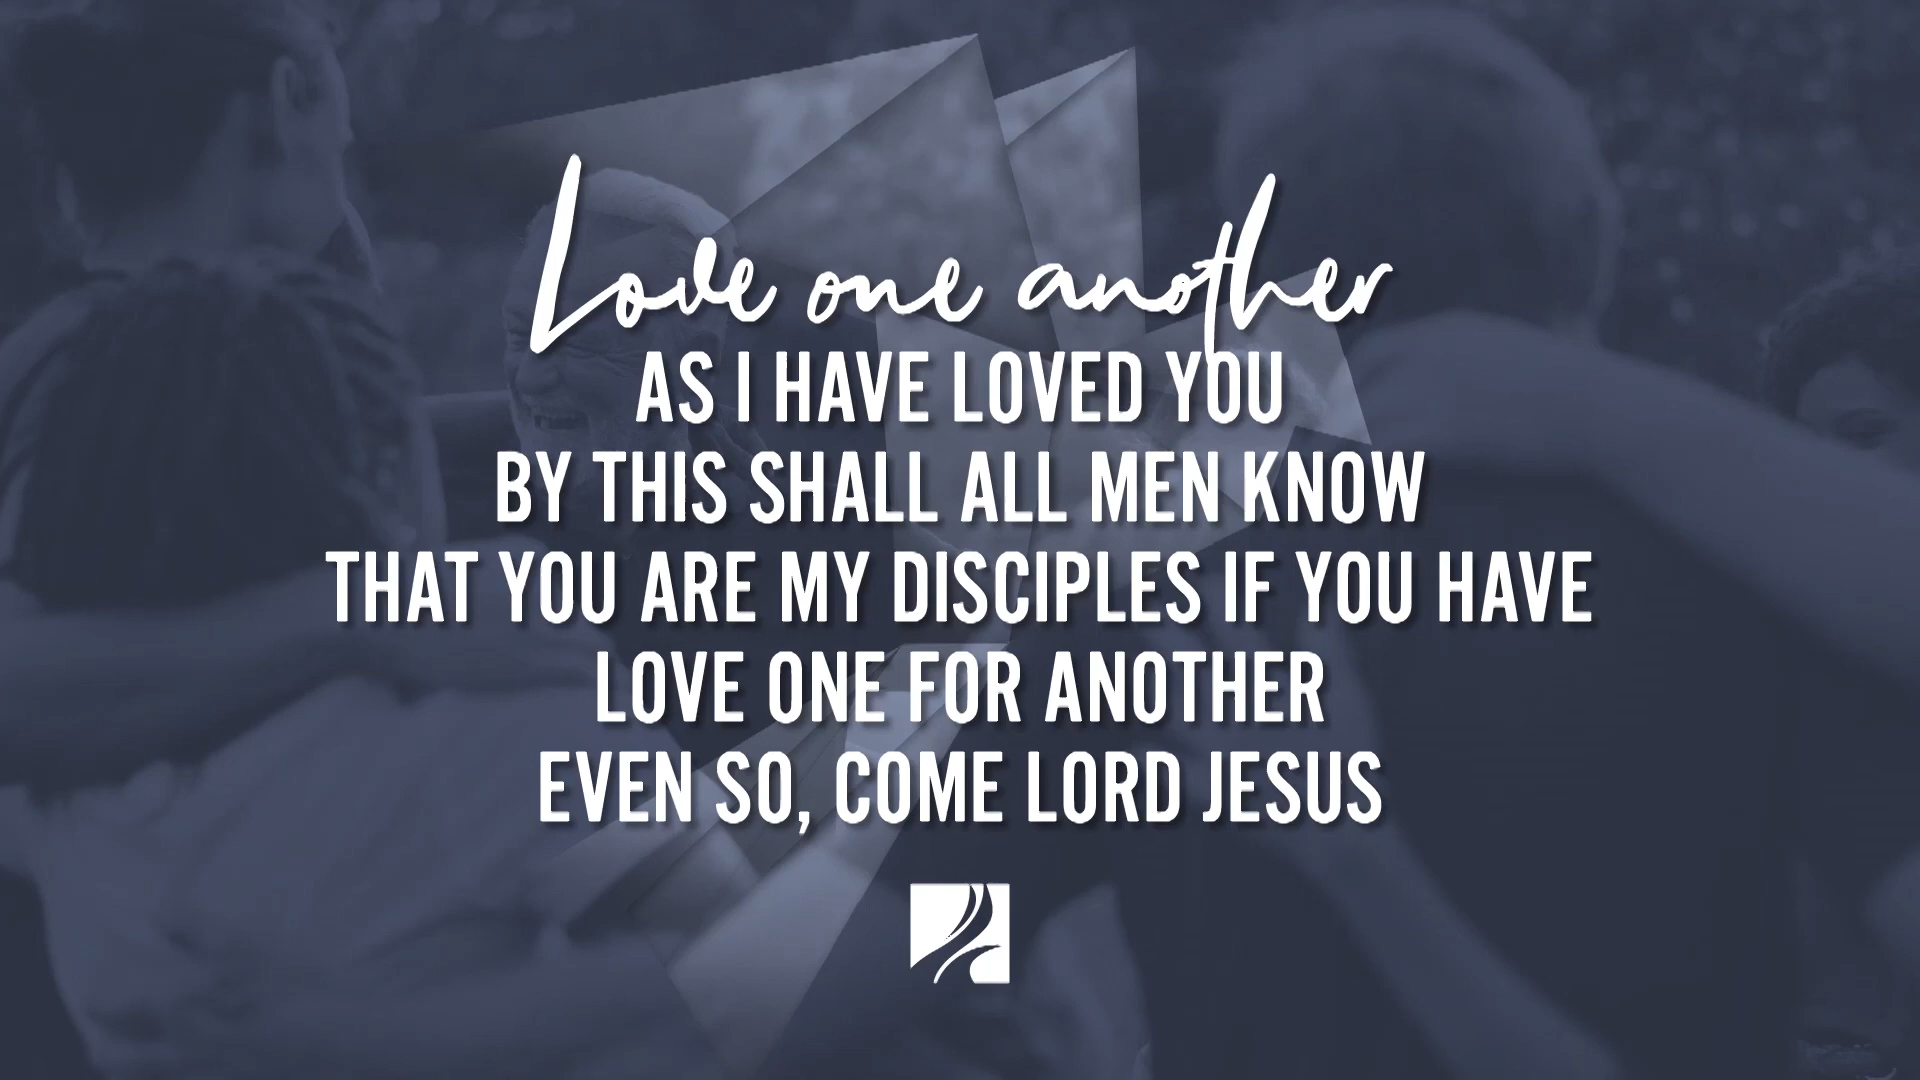 Love one another
AS I HAVE LOVED YOU
BY THIS SHALL ALL MEN KNOW
THAT YOU ARE MY DISCIPLES IF YOU HAVE
LOVE ONE FOR ANOTHER
EVEN SO, COME LORD JESUS